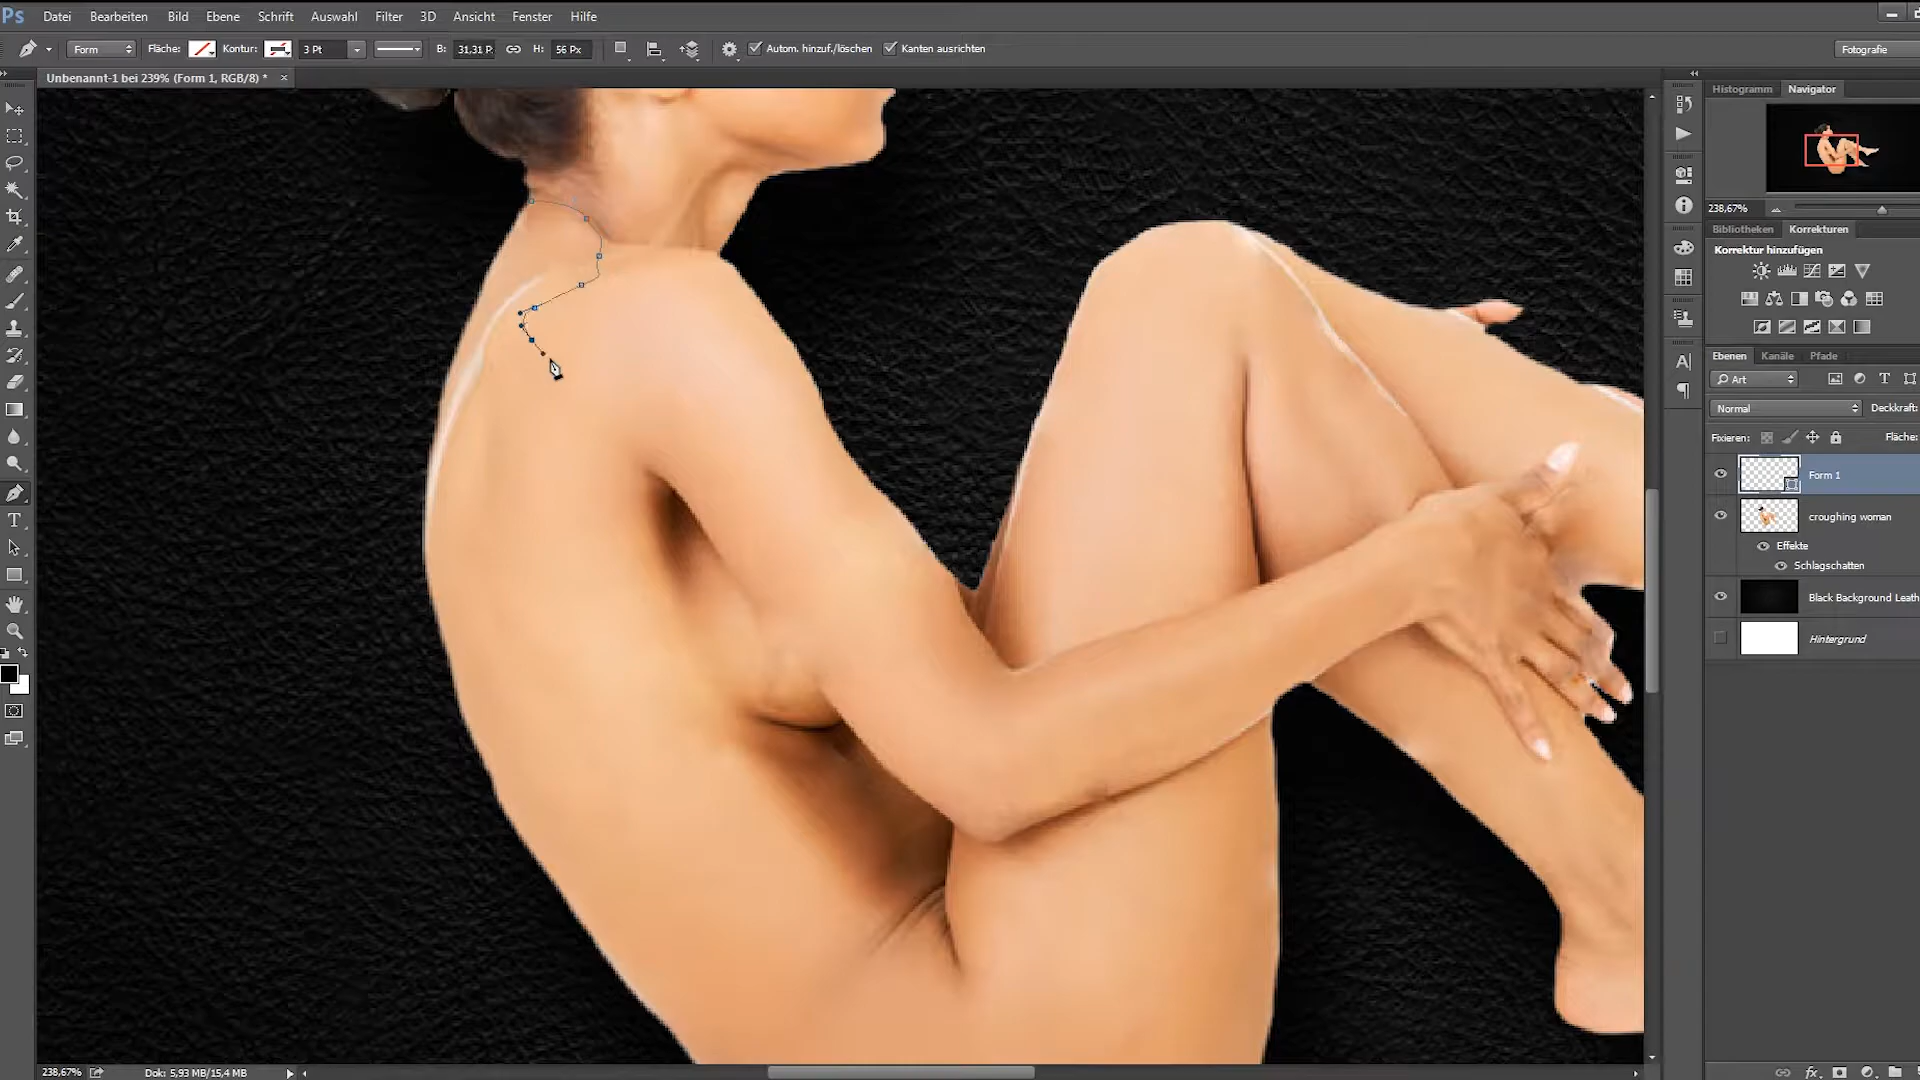 Ps Datei Bearbeiten Bild Ebene Schrift Auswahl Filter 3D Ansicht Fenster Hilfe
Form Fläche: Kontur: 3 Pt B: 31,31 P H: 56 Px Autom. hinzuf./löschen Kanten ausrichten Fotografie
Unbenannt-1 bei 239% (Form 1, RGB/8) * ×
Histogramm Navigator
238,67%
Bibliotheken Korrekturen
Korrektur hinzufügen
Ebenen Kanäle Pfade
Art
Normal Deckkraft:
Fixieren: Fläche:
Form 1
croughing woman
Effekte
Schlagschatten
Black Background Leath
Hintergrund
238,67% Dok: 5,93 MB/15,4 MB
fx